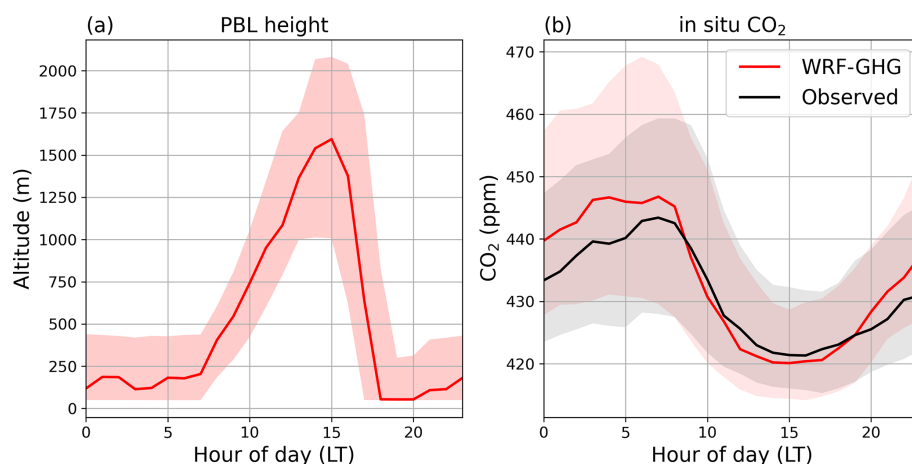 (a) PBL height
2000
1750
1500
1250
1000
750
500
250
0
Altitude (m)
0 5 10 15 20
Hour of day (LT)
(b) in situ CO₂
WRF-GHG
Observed
470
460
450
440
430
420
CO₂ (ppm)
0 5 10 15 20
Hour of day (LT)